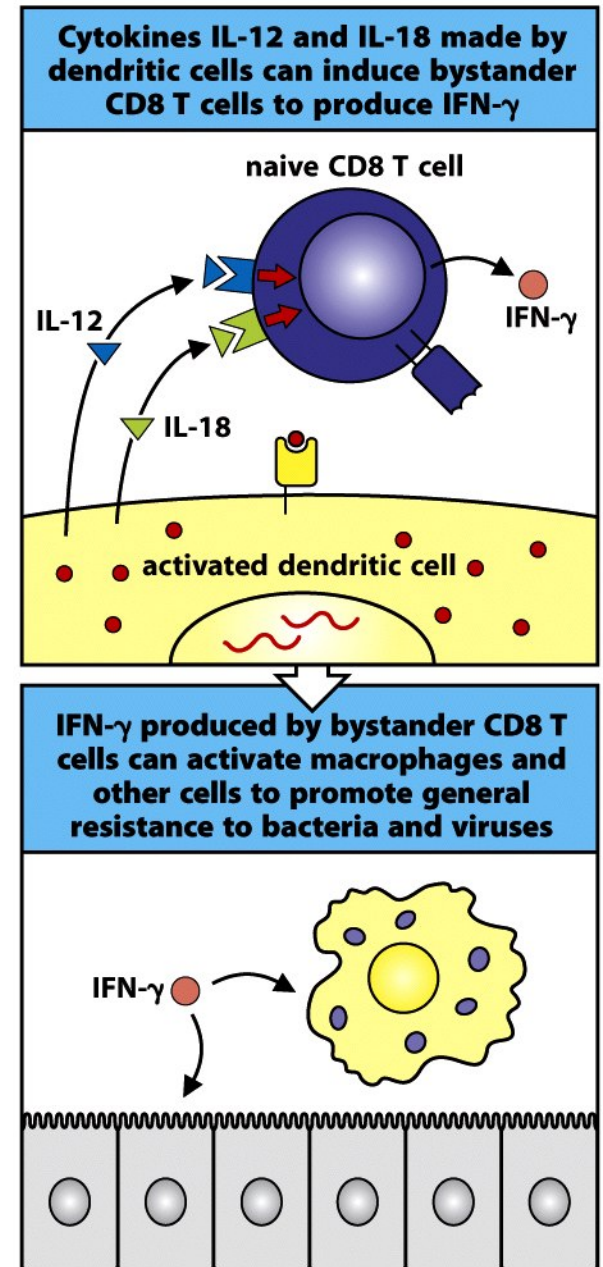 Cytokines IL-12 and IL-18 made by
dendritic cells can induce bystander
CD8 T cells to produce IFN-γ
naive CD8 T cell
IL-12
IFN-γ
IL-18
activated dendritic cell
IFN-γ produced by bystander CD8 T
cells can activate macrophages and
other cells to promote general
resistance to bacteria and viruses
IFN-γ